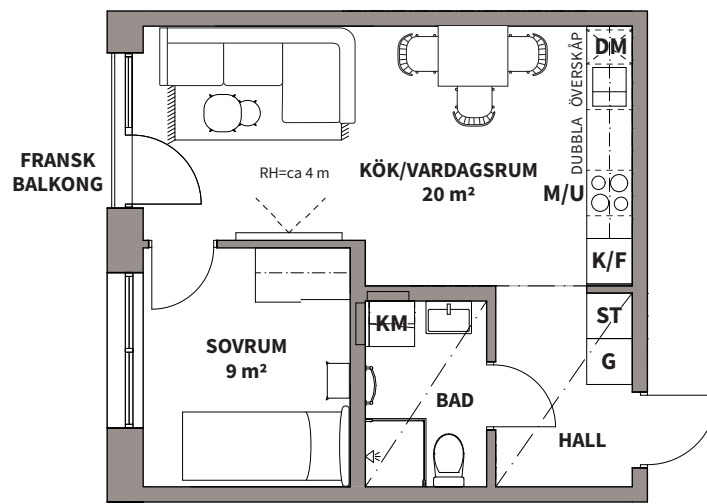 DM
DUBBLA ÖVERSKÅP
FRANSK
BALKONG
RH=ca 4 m
KÖK/VARDAGSRUM
20 m²
M/U
K/F
ST
KM
SOVRUM
9 m²
G
BAD
HALL